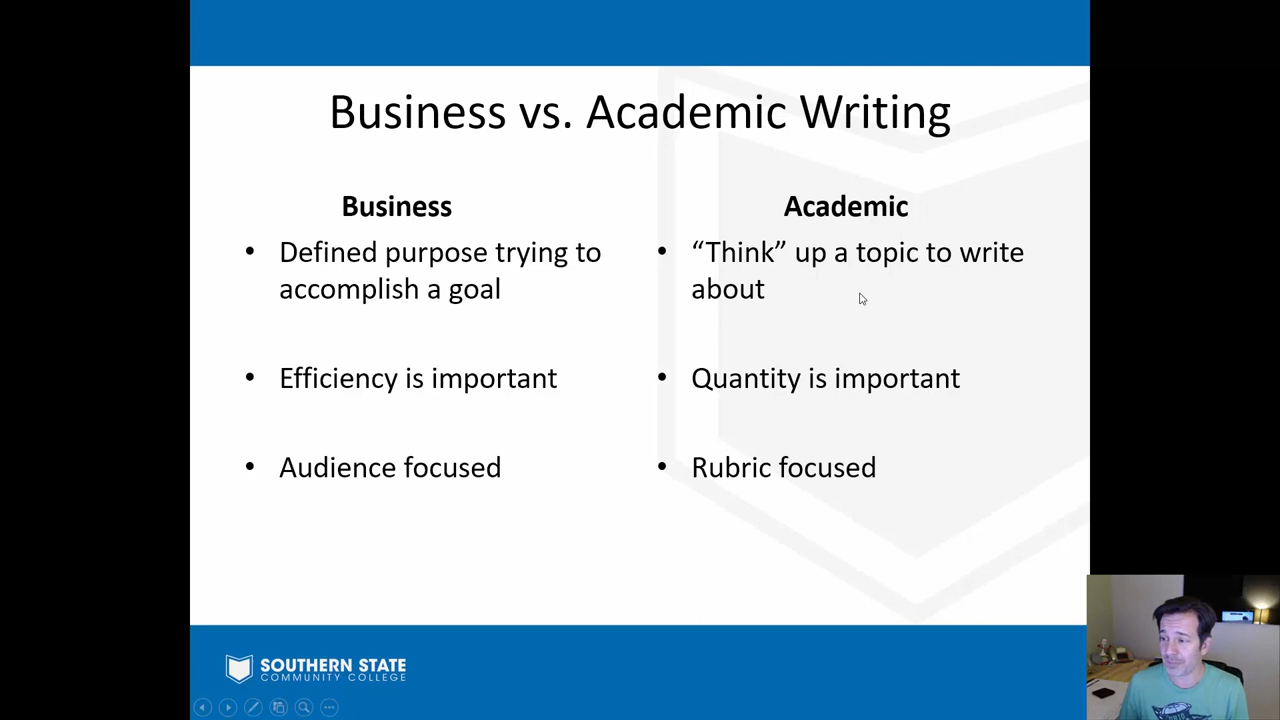 Business vs. Academic Writing
Business
• Defined purpose trying to
accomplish a goal
• Efficiency is important
• Audience focused
Academic
• “Think” up a topic to write
about
• Quantity is important
• Rubric focused
SOUTHERN STATE
COMMUNITY COLLEGE